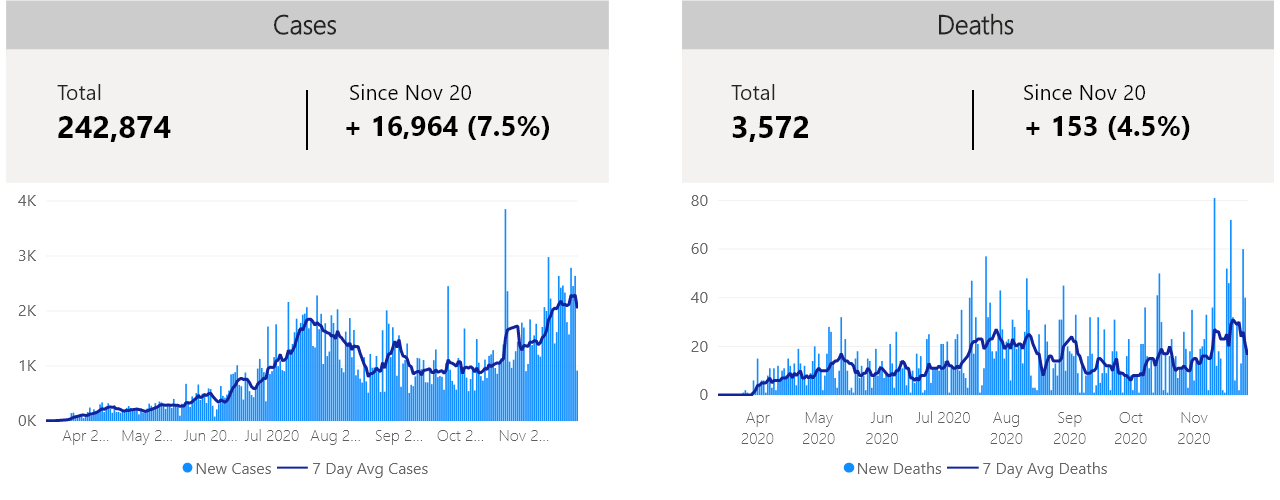 Cases
Total
Since Nov 20
242,874
+ 16,964 (7.5%)
4K
3K
2K
1K
0K
Apr 2... May 2... Jun 20... Jul 2020 Aug 2... Sep 2... Oct 2... Nov 2...
New Cases 7 Day Avg Cases
Deaths
Total
Since Nov 20
3,572
+ 153 (4.5%)
80
60
40
20
0
Apr 2020 May 2020 Jun 2020 Jul 2020 Aug 2020 Sep 2020 Oct 2020 Nov 2020
New Deaths 7 Day Avg Deaths